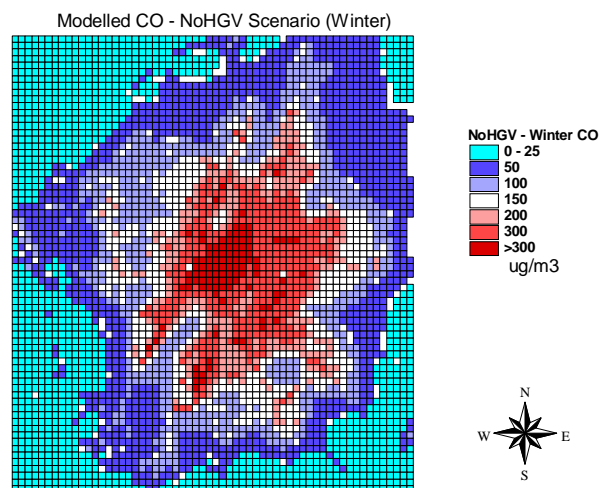 Modelled CO - NoHGV Scenario (Winter)
NoHGV - Winter CO
0 - 25
50
100
150
200
300
>300
ug/m3
N
W E
S